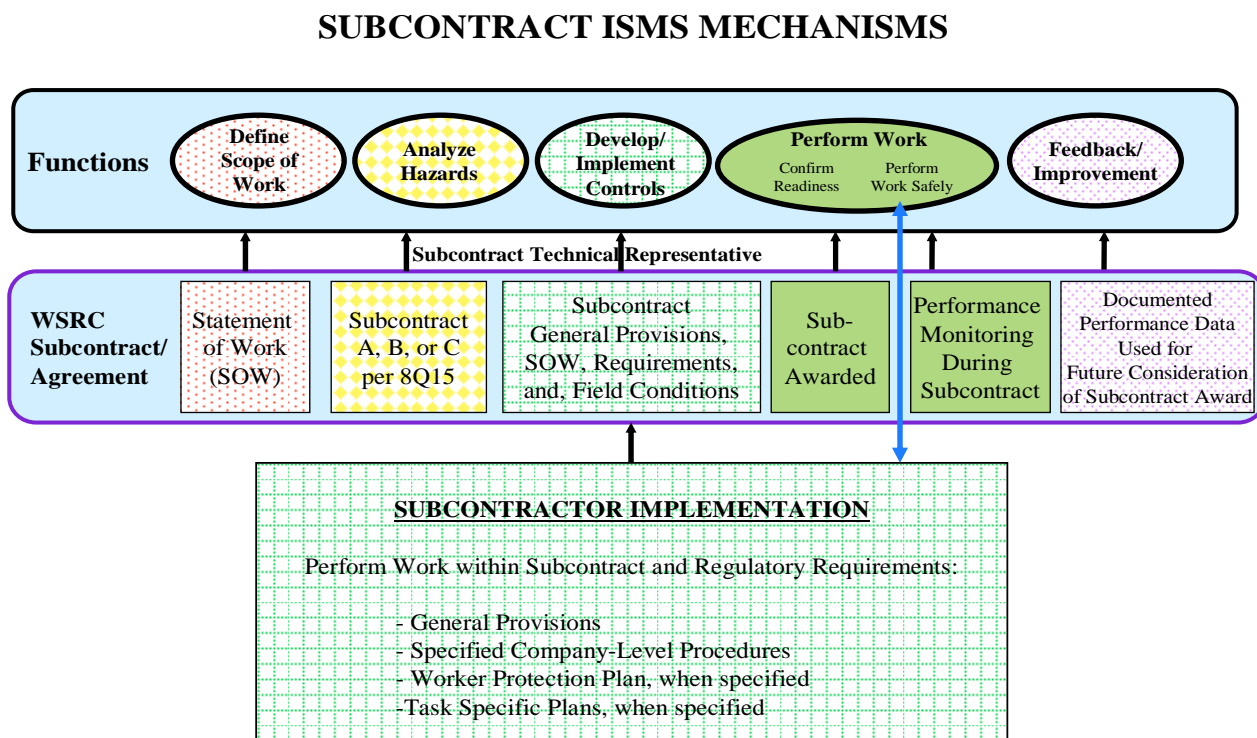 SUBCONTRACT ISMS MECHANISMS
Functions
Define
Scope of
Work
Analyze
Hazards
Develop/
Implement
Controls
Perform Work
Confirm
Readiness
Perform
Work Safely
Feedback/
Improvement
Subcontract Technical Representative
WSRC
Subcontract/
Agreement
Statement
of Work
(SOW)
Subcontract
A, B, or C
per 8Q15
Subcontract
General Provisions,
SOW, Requirements,
and, Field Conditions
Sub-
contract
Awarded
Performance
Monitoring
During
Subcontract
Documented
Performance Data
Used for
Future Consideration
of Subcontract Award
SUBCONTRACTOR IMPLEMENTATION
Perform Work within Subcontract and Regulatory Requirements:
- General Provisions
- Specified Company-Level Procedures
- Worker Protection Plan, when specified
-Task Specific Plans, when specified